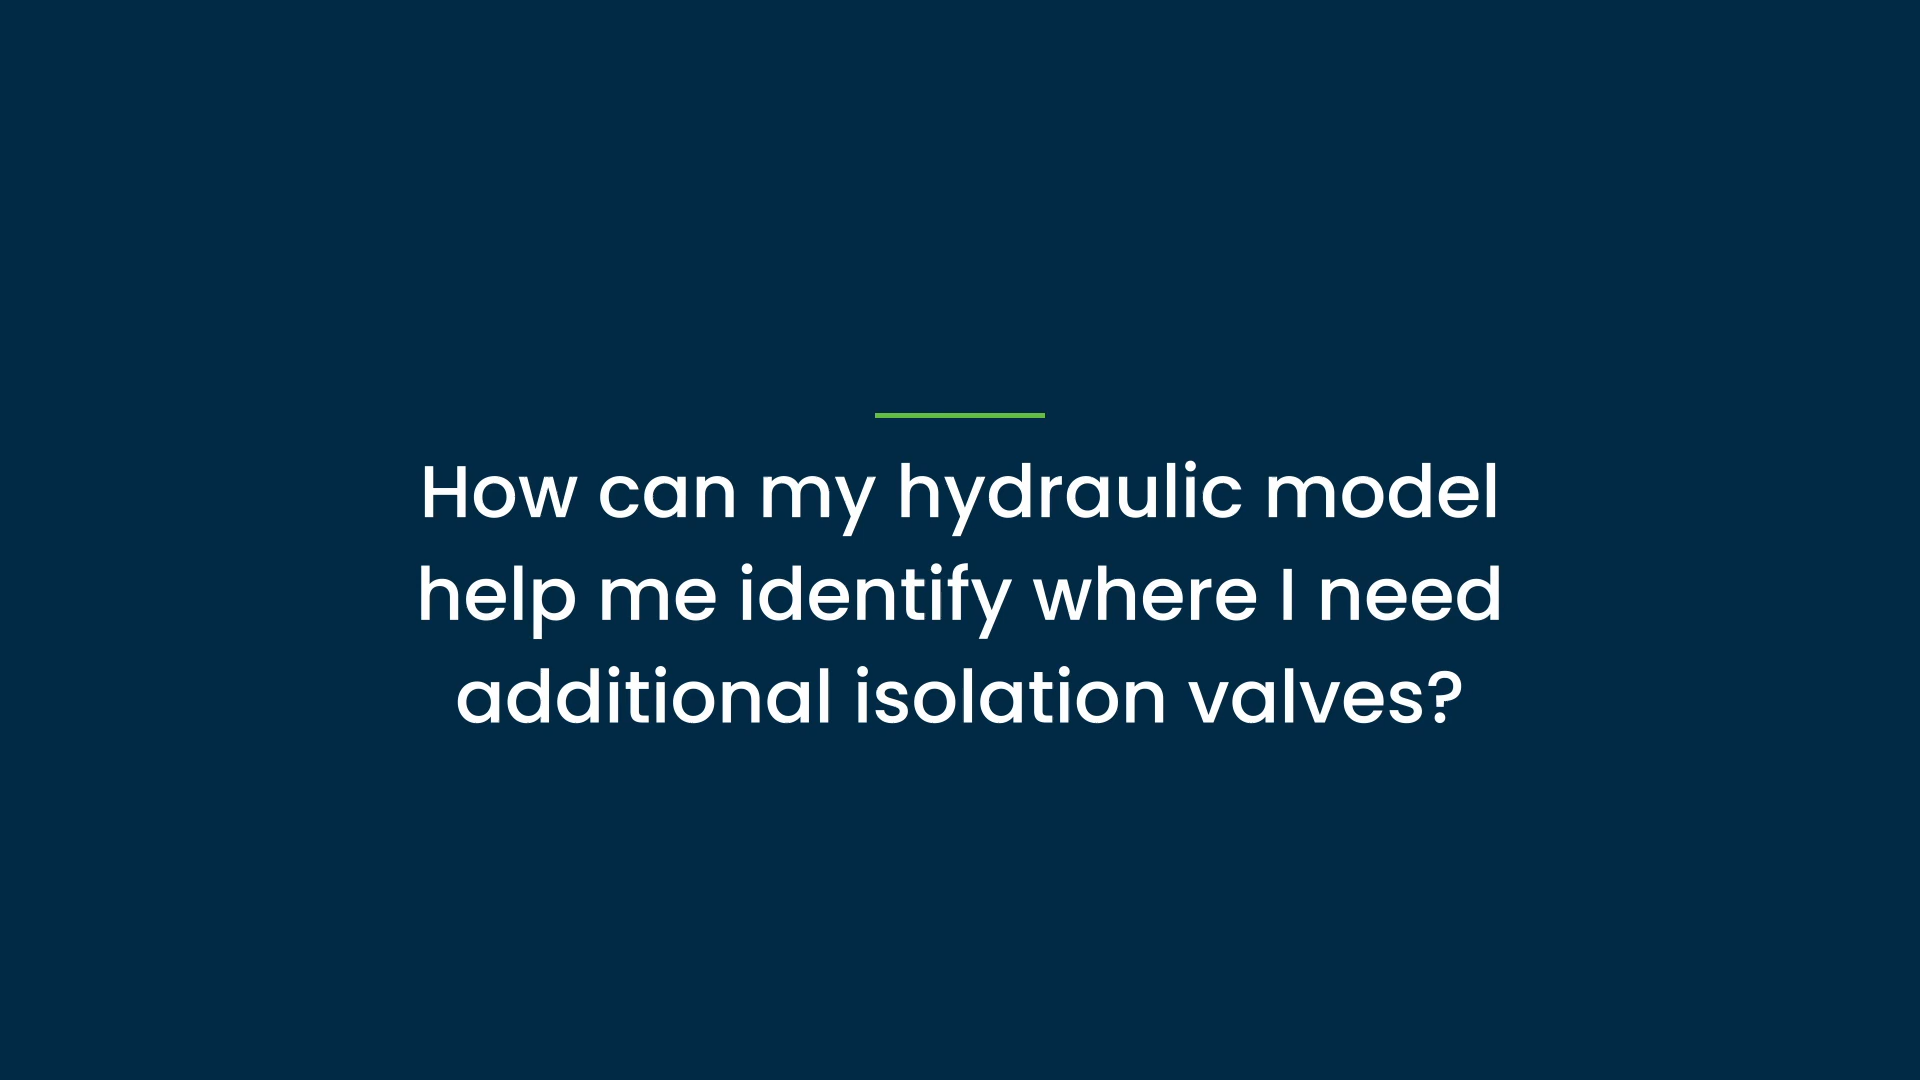 How can my hydraulic model
help me identify where I need
additional isolation valves?